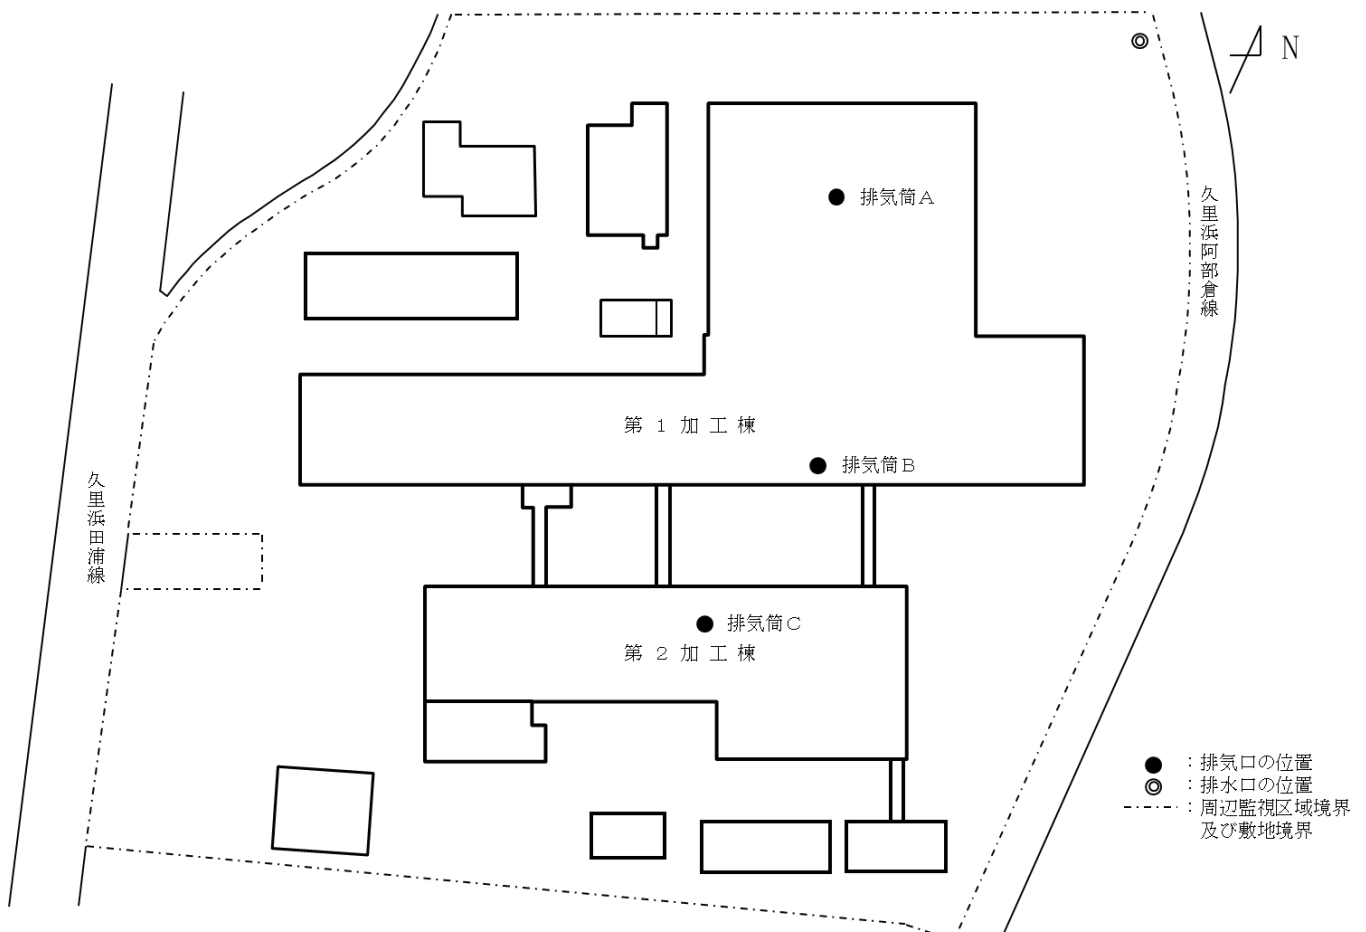 N
排気筒A
久里浜阿部倉線
第 1 加 工 棟
排気筒B
久里浜田浦線
排気筒C
第 2 加 工 棟
：排気口の位置
：排水口の位置
：周辺監視区域境界
及び敷地境界